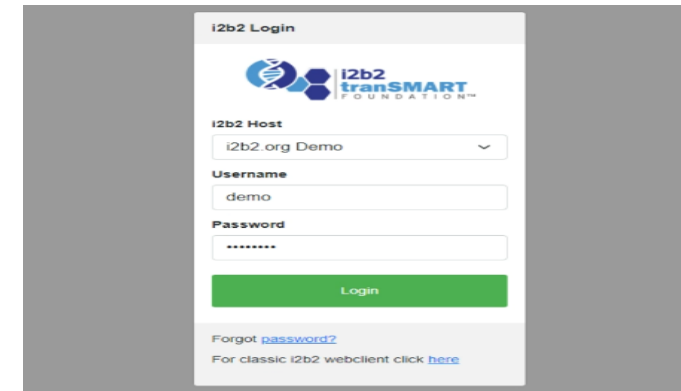 i2b2 Login
i2b2
tranSMART
FOUNDATION™
i2b2 Host
i2b2.org Demo
Username
demo
Password
••••••••
Login
Forgot password?
For classic i2b2 webclient click here